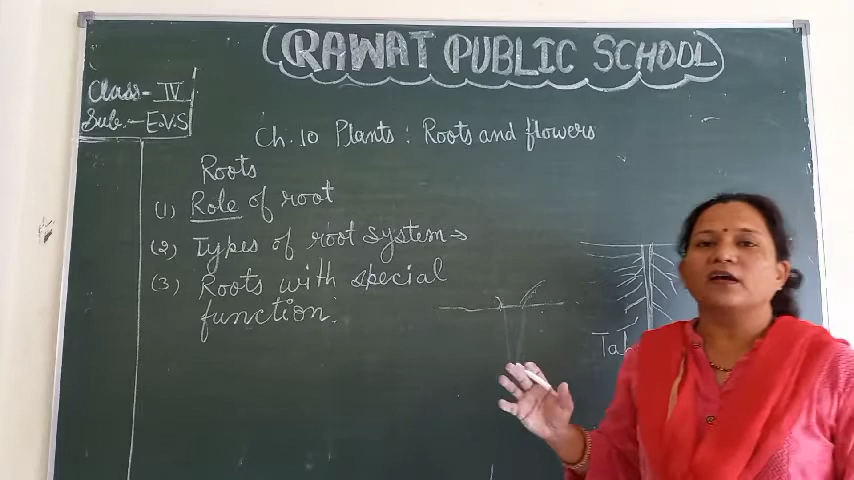 RAWAT PUBLIC SCHOOL
Class - IV
Sub. - E.V.S
Ch. 10 Plants : Roots and flowers
Roots
(1) Role of root
(2) Types of root system →
(3) Roots with special
function.